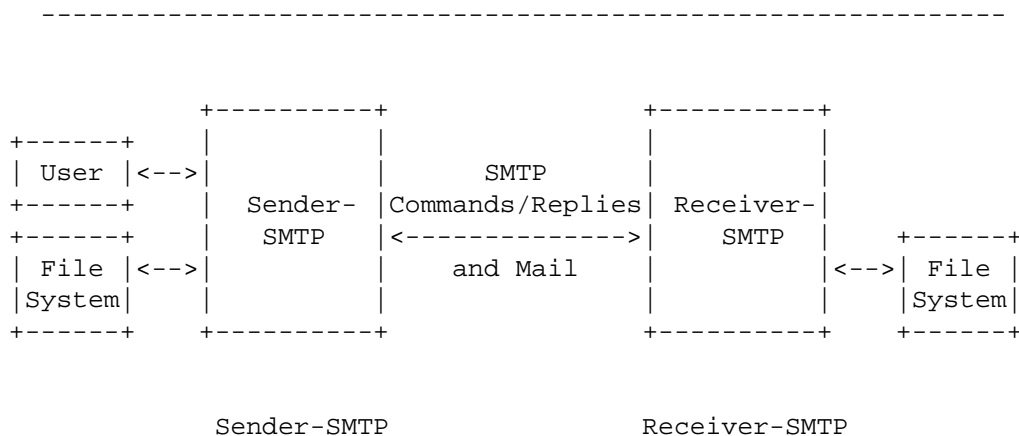 -------------------------------------------------------------


            +----------+                +----------+
+------+    |          |                |          |
| User |<-->|          |      SMTP      |          |
+------+    |  Sender- |Commands/Replies| Receiver-|
+------+    |   SMTP   |<-------------->|    SMTP  |    +------+
| File |<-->|          |    and Mail    |          |<-->| File |
|System|    |          |                |          |    |System|
+------+    +----------+                +----------+    +------+


             Sender-SMTP                Receiver-SMTP